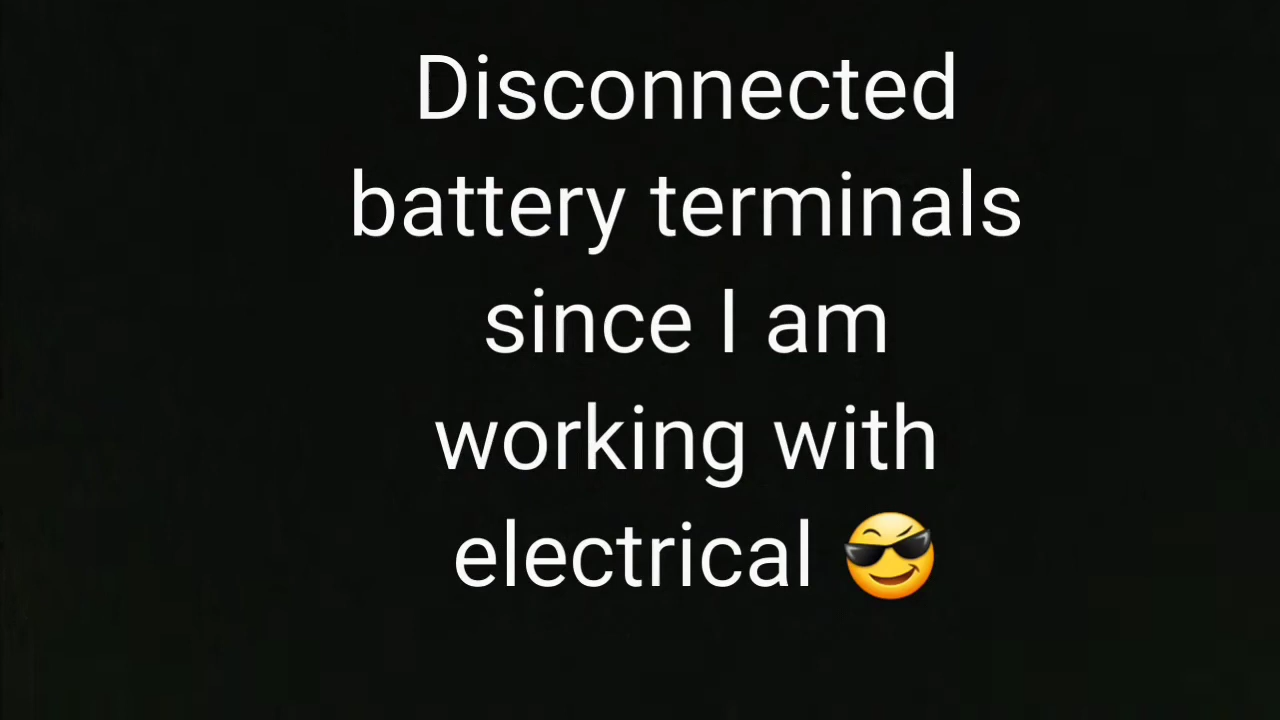 Disconnected
battery terminals
since I am
working with
electrical 😎